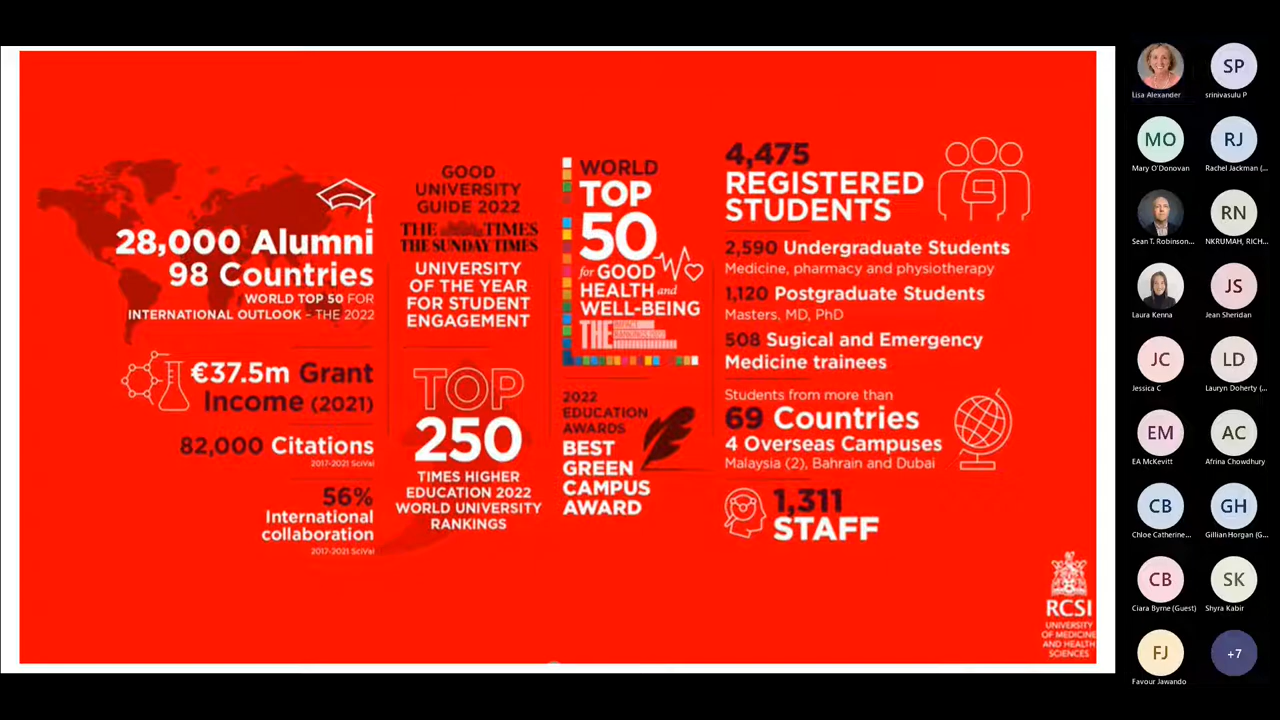 28,000 Alumni
98 Countries
WORLD TOP 50 FOR
INTERNATIONAL OUTLOOK – THE 2022
€37.5m Grant
Income (2021)
82,000 Citations
2017-2021 SciVal
56%
International
collaboration
2017-2021 SciVal
GOOD
UNIVERSITY
GUIDE 2022
THE TIMES
THE SUNDAY TIMES
UNIVERSITY
OF THE YEAR
FOR STUDENT
ENGAGEMENT
TOP
250
TIMES HIGHER
EDUCATION 2022
WORLD UNIVERSITY
RANKINGS
WORLD
TOP
50
for GOOD
HEALTH and
WELL-BEING
THE IMPACT
RANKINGS 2022
2022
EDUCATION
AWARDS
BEST
GREEN
CAMPUS
AWARD
4,475
REGISTERED
STUDENTS
2,590 Undergraduate Students
Medicine, pharmacy and physiotherapy
1,120 Postgraduate Students
Masters, MD, PhD
508 Sugical and Emergency
Medicine trainees
Students from more than
69 Countries
4 Overseas Campuses
Malaysia (2), Bahrain and Dubai
1,311
STAFF
RCSI
UNIVERSITY
OF MEDICINE
AND HEALTH
SCIENCES
Lisa Alexander
SP
srinivasulu P
MO
Mary O'Donovan
RJ
Rachel Jackman (...
Sean T. Robinson...
RN
NKRUMAH, RICH...
Laura Kenna
JS
Jean Sheridan
JC
Jessica C
LD
Lauryn Doherty (...
EM
EA McKevitt
AC
Afrina Chowdhury
CB
Chloe Catherine...
GH
Gillian Horgan (G...
CB
Ciara Byrne (Guest)
SK
Shyra Kabir
FJ
Favour Jawando
+7